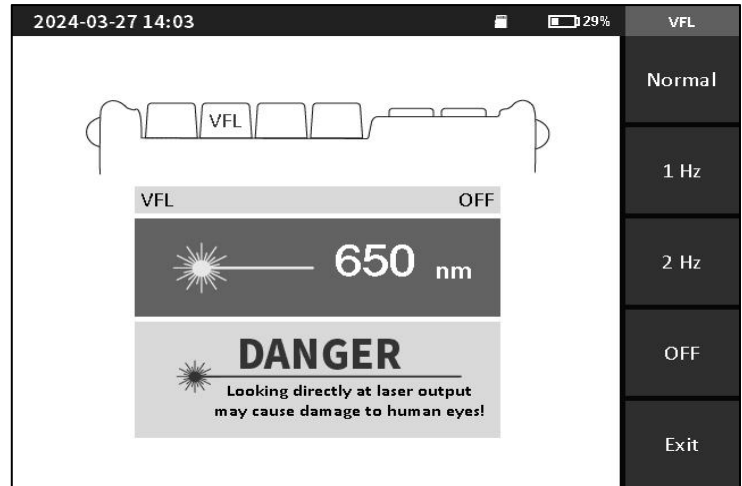 2024-03-27 14:03
29%
VFL
VFL
VFL OFF
650 nm
DANGER
Looking directly at laser output
may cause damage to human eyes!
Normal
1 Hz
2 Hz
OFF
Exit